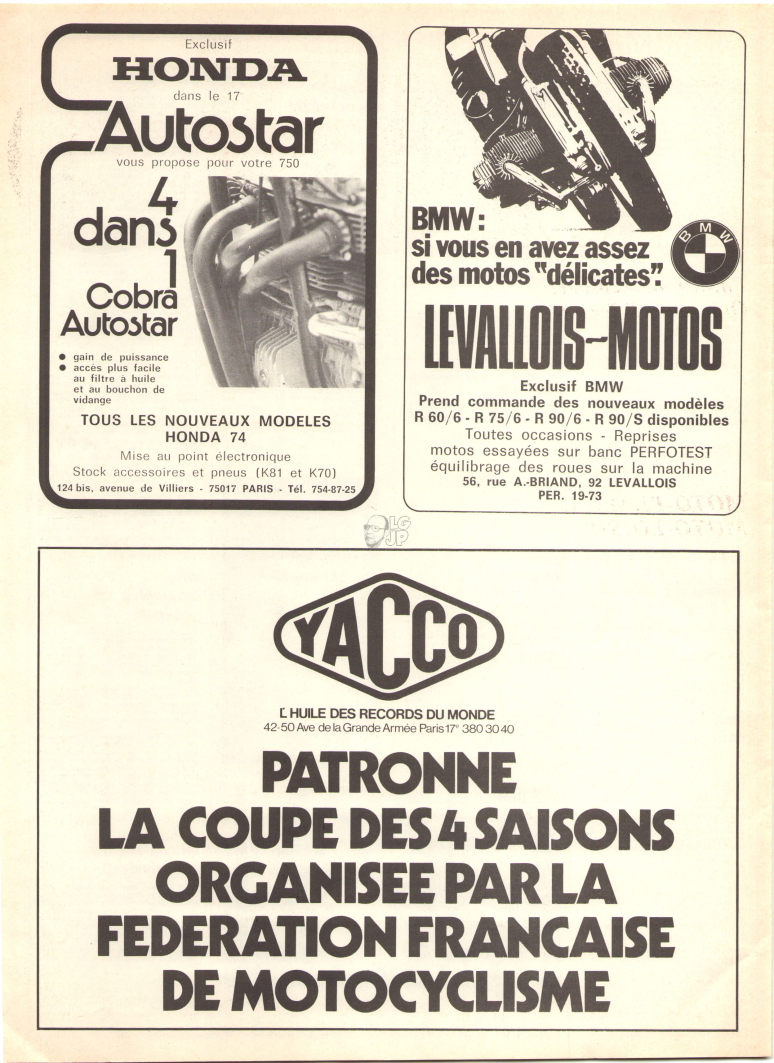 Exclusif
HONDA
dans le 17
Autostar
vous propose pour votre 750
4
dans
1
Cobra
Autostar
● gain de puissance
● accès plus facile
au filtre à huile
et au bouchon de
vidange
TOUS LES NOUVEAUX MODELES
HONDA 74
Mise au point électronique
Stock accessoires et pneus (K81 et K70)
124 bis, avenue de Villiers - 75017 PARIS - Tél. 754-87-25
BMW :
si vous en avez assez
des motos "délicates".
BMW
LEVALLOIS-MOTOS
Exclusif BMW
Prend commande des nouveaux modèles
R 60/6 - R 75/6 - R 90/6 - R 90/S disponibles
Toutes occasions - Reprises
motos essayées sur banc PERFOTEST
équilibrage des roues sur la machine
56, rue A.-BRIAND, 92 LEVALLOIS
PER. 19-73
LG
JP
YACCO
L'HUILE DES RECORDS DU MONDE
42-50 Ave de la Grande Armée Paris 17e 380 30 40
PATRONNE
LA COUPE DES 4 SAISONS
ORGANISEE PAR LA
FEDERATION FRANCAISE
DE MOTOCYCLISME